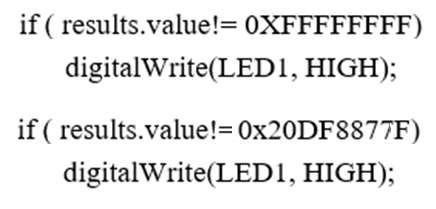 if ( results.value!= 0XFFFFFFFF)
digitalWrite(LED1, HIGH);
if ( results.value!= 0x20DF8877F)
digitalWrite(LED1, HIGH);